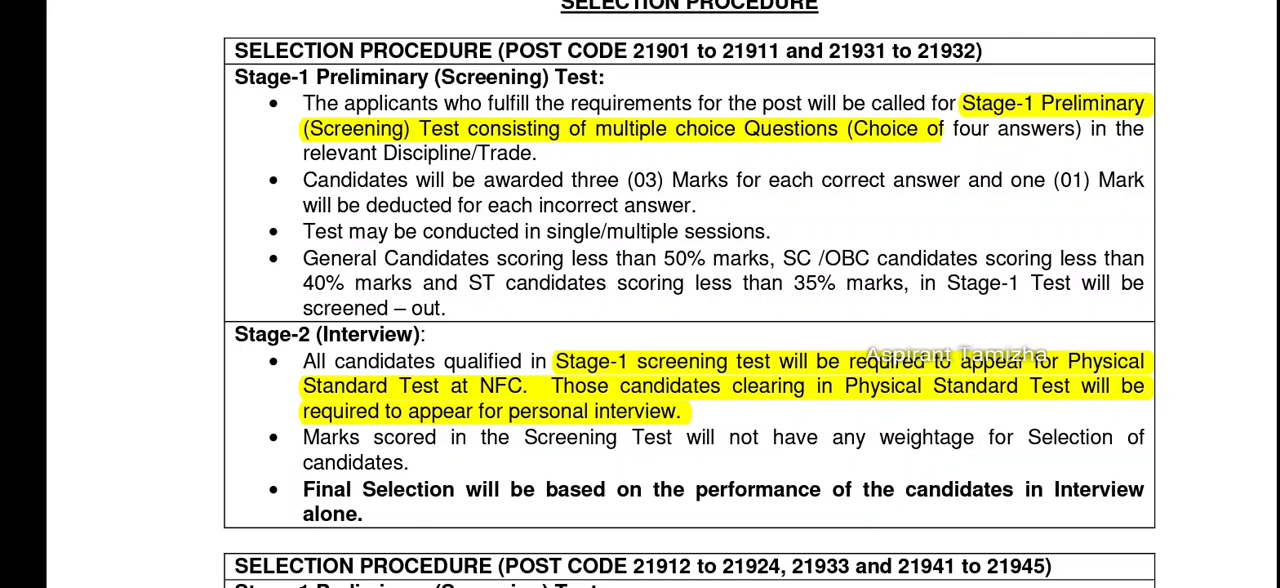 SELECTION PROCEDURE
SELECTION PROCEDURE (POST CODE 21901 to 21911 and 21931 to 21932)
Stage-1 Preliminary (Screening) Test:
• The applicants who fulfill the requirements for the post will be called for Stage-1 Preliminary
(Screening) Test consisting of multiple choice Questions (Choice of four answers) in the
relevant Discipline/Trade.
• Candidates will be awarded three (03) Marks for each correct answer and one (01) Mark
will be deducted for each incorrect answer.
• Test may be conducted in single/multiple sessions.
• General Candidates scoring less than 50% marks, SC /OBC candidates scoring less than
40% marks and ST candidates scoring less than 35% marks, in Stage-1 Test will be
screened – out.
Stage-2 (Interview):
Aspirant Tamizha
• All candidates qualified in Stage-1 screening test will be required to appear for Physical
Standard Test at NFC. Those candidates clearing in Physical Standard Test will be
required to appear for personal interview.
• Marks scored in the Screening Test will not have any weightage for Selection of
candidates.
• Final Selection will be based on the performance of the candidates in Interview
alone.
SELECTION PROCEDURE (POST CODE 21912 to 21924, 21933 and 21941 to 21945)
Stage-1 Preliminary (Screening) Test: